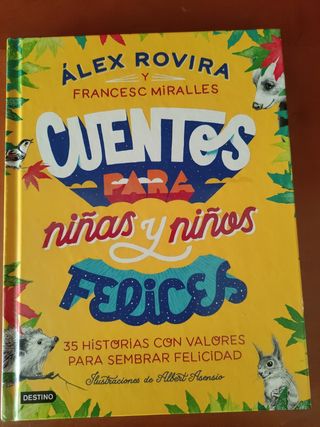 ÁLEX ROVIRA
Y
FRANCESC MIRALLES
CUENTOS
PARA
niñas y niños
FELICES
35 HISTORIAS CON VALORES
PARA SEMBRAR FELICIDAD
Ilustraciones de Albert Asensio
DESTINO